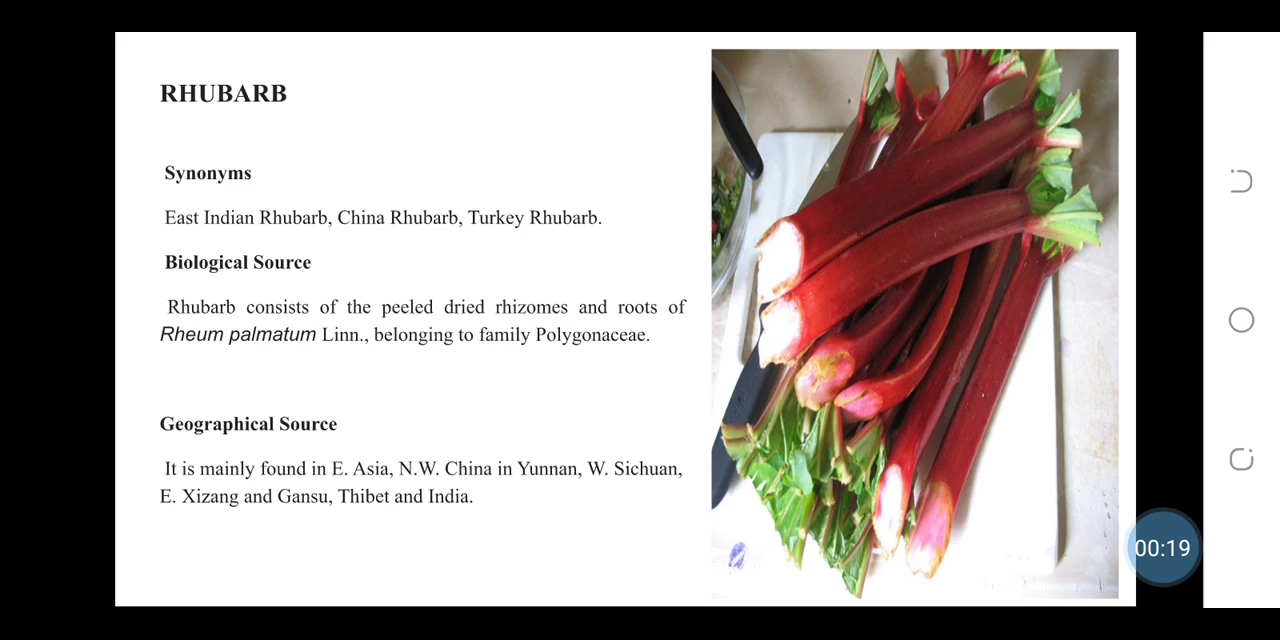 RHUBARB
Synonyms
East Indian Rhubarb, China Rhubarb, Turkey Rhubarb.
Biological Source
Rhubarb consists of the peeled dried rhizomes and roots of
Rheum palmatum Linn., belonging to family Polygonaceae.
Geographical Source
It is mainly found in E. Asia, N.W. China in Yunnan, W. Sichuan,
E. Xizang and Gansu, Thibet and India.
00:19